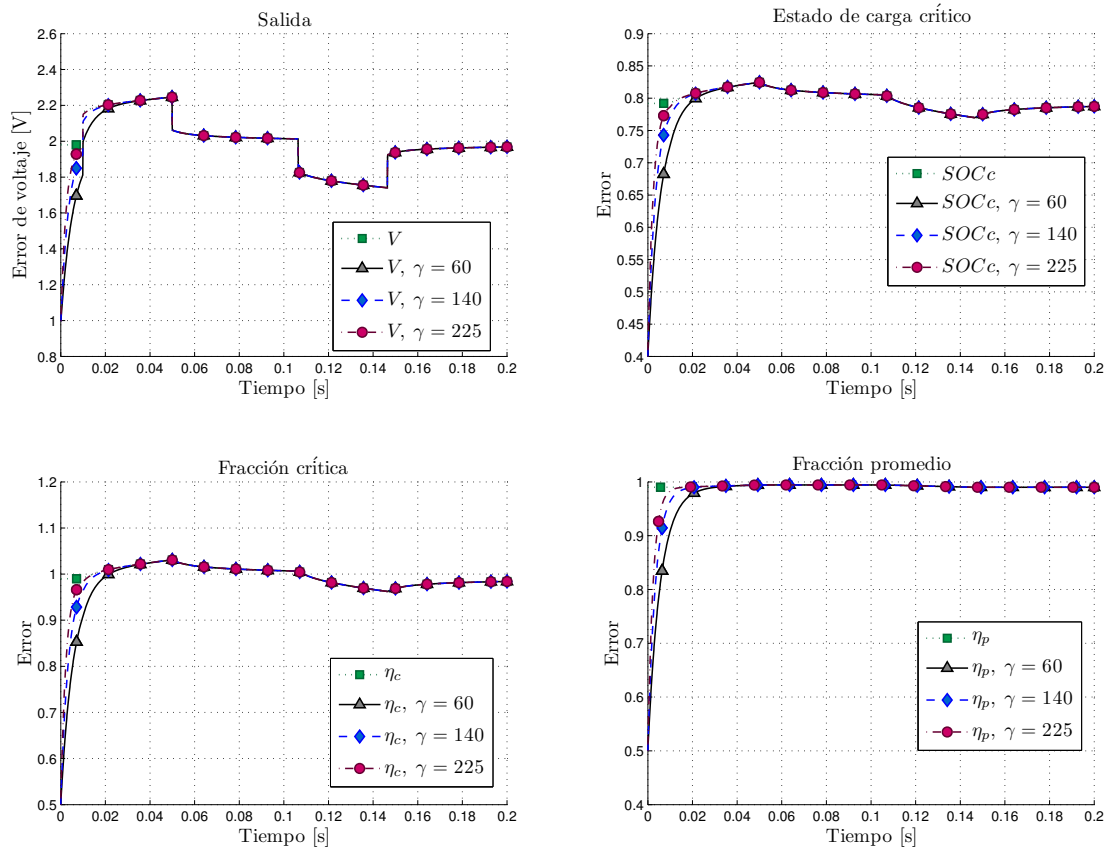 Salida
Error de voltaje [V]
2.6
2.4
2.2
2
1.8
1.6
1.4
1.2
1
0.8
0 0.02 0.04 0.06 0.08 0.1 0.12 0.14 0.16 0.18 0.2
Tiempo [s]
V
V, γ = 60
V, γ = 140
V, γ = 225
Estado de carga crítico
Error
0.9
0.85
0.8
0.75
0.7
0.65
0.6
0.55
0.5
0.45
0.4
0 0.02 0.04 0.06 0.08 0.1 0.12 0.14 0.16 0.18 0.2
Tiempo [s]
SOCc
SOCc, γ = 60
SOCc, γ = 140
SOCc, γ = 225
Fracción crítica
Error
1.2
1.1
1
0.9
0.8
0.7
0.6
0.5
0 0.02 0.04 0.06 0.08 0.1 0.12 0.14 0.16 0.18 0.2
Tiempo [s]
η_c
η_c, γ = 60
η_c, γ = 140
η_c, γ = 225
Fracción promedio
Error
1
0.9
0.8
0.7
0.6
0.5
0.4
0 0.02 0.04 0.06 0.08 0.1 0.12 0.14 0.16 0.18 0.2
Tiempo [s]
η_p
η_p, γ = 60
η_p, γ = 140
η_p, γ = 225